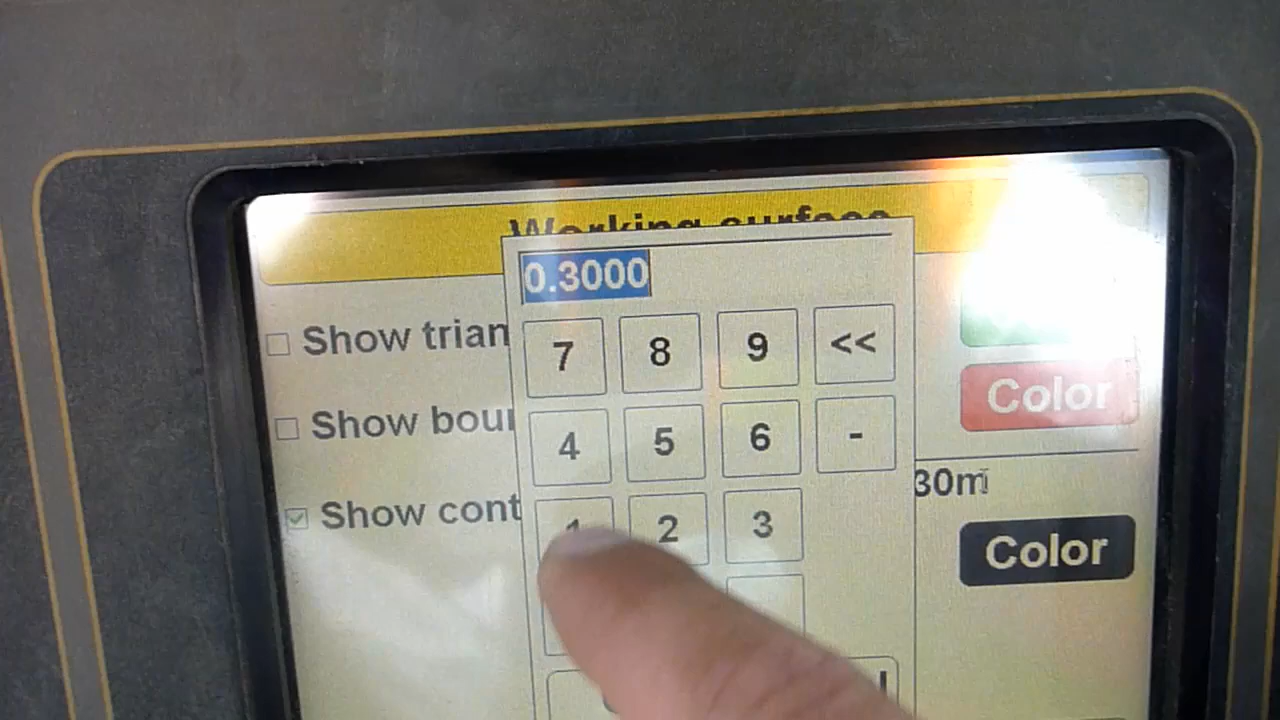 Working surface
0.3000
Show trian
7 8 9 <<
Color
Show bour
4 5 6 -
30m
Show cont
1 2 3
Color